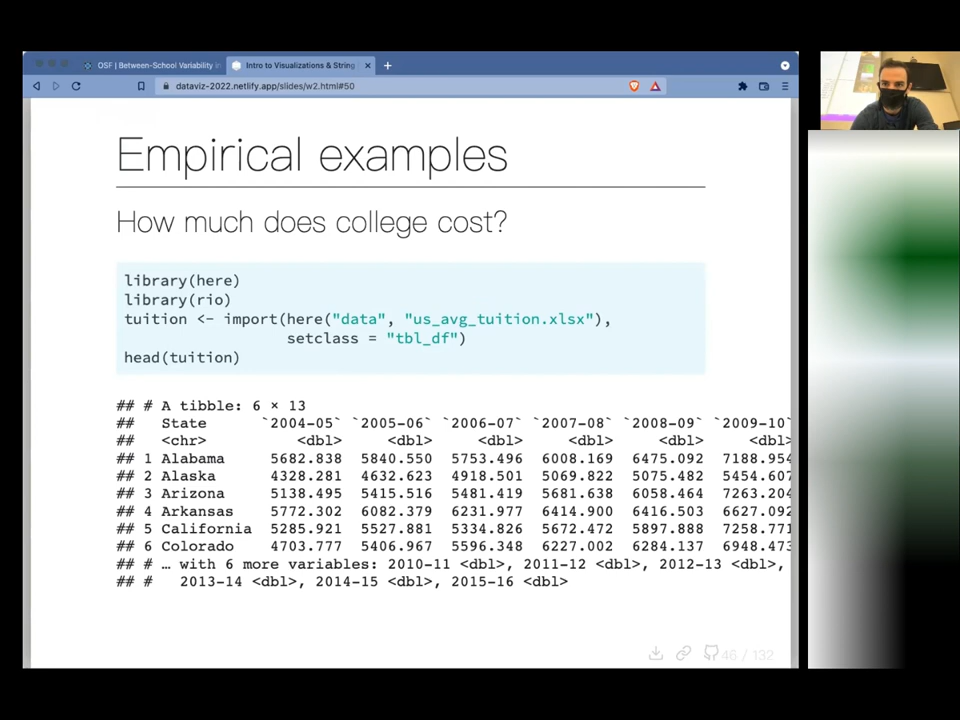 OSF | Between-School Variability in
Intro to Visualizations & String
dataviz-2022.netlify.app/slides/w2.html#50
Empirical examples
How much does college cost?
library(here)
library(rio)
tuition <- import(here("data", "us_avg_tuition.xlsx"),
setclass = "tbl_df")
head(tuition)
## # A tibble: 6 × 13
## State `2004-05` `2005-06` `2006-07` `2007-08` `2008-09` `2009-10`
## <chr> <dbl> <dbl> <dbl> <dbl> <dbl> <dbl>
## 1 Alabama 5682.838 5840.550 5753.496 6008.169 6475.092 7188.954
## 2 Alaska 4328.281 4632.623 4918.501 5069.822 5075.482 5454.607
## 3 Arizona 5138.495 5415.516 5481.419 5681.638 6058.464 7263.204
## 4 Arkansas 5772.302 6082.379 6231.977 6414.900 6416.503 6627.092
## 5 California 5285.921 5527.881 5334.826 5672.472 5897.888 7258.771
## 6 Colorado 4703.777 5406.967 5596.348 6227.002 6284.137 6948.473
## # … with 6 more variables: 2010-11 <dbl>, 2011-12 <dbl>, 2012-13 <dbl>,
## # 2013-14 <dbl>, 2014-15 <dbl>, 2015-16 <dbl>
46 / 132